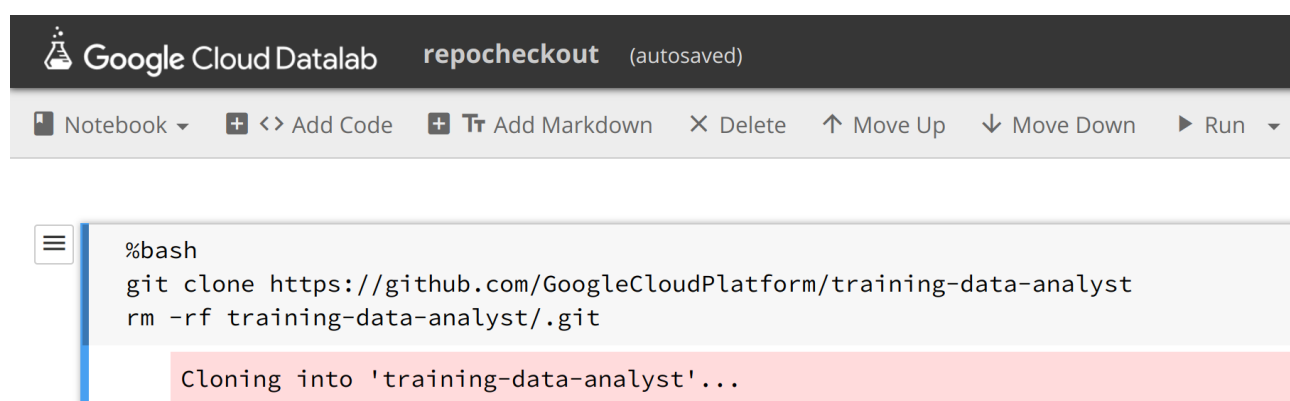 Google Cloud Datalab repocheckout (autosaved)
Notebook <> Add Code Tт Add Markdown Delete Move Up Move Down Run
%bash
git clone https://github.com/GoogleCloudPlatform/training-data-analyst
rm -rf training-data-analyst/.git
Cloning into 'training-data-analyst'...